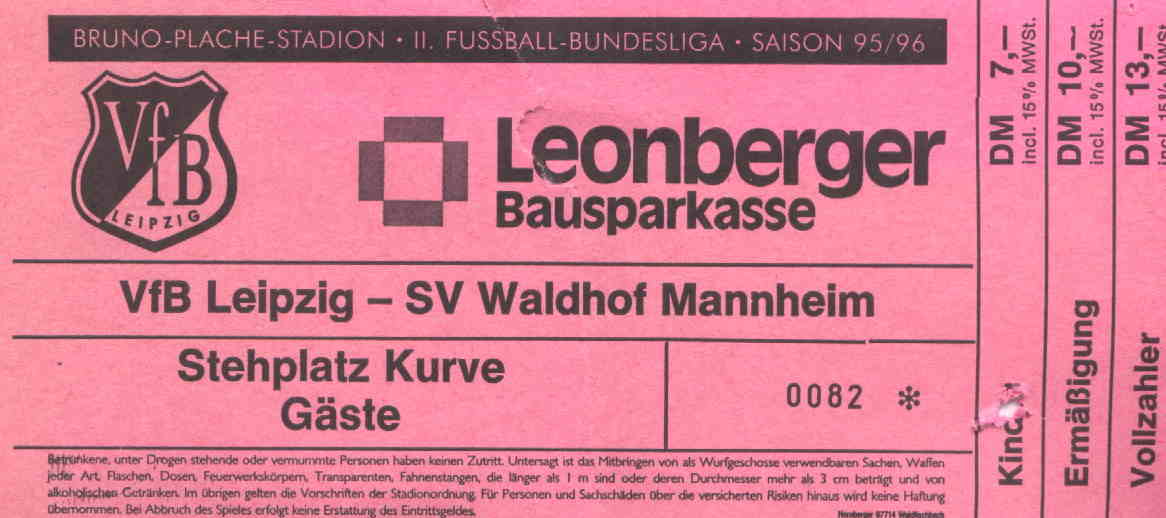 BRUNO-PLACHE-STADION · II. FUSSBALL-BUNDESLIGA · SAISON 95/96
VfB
LEIPZIG
Leonberger
Bausparkasse
VfB Leipzig – SV Waldhof Mannheim
Stehplatz Kurve
Gäste
0082 *
Betrunkene, unter Drogen stehende oder vermummte Personen haben keinen Zutritt. Untersagt ist das Mitbringen von als Wurfgeschosse verwendbaren Sachen, Waffen
jeder Art, Flaschen, Dosen, Feuerwerkskörpern, Transparenten, Fahnenstangen, die länger als 1 m sind oder deren Durchmesser mehr als 3 cm beträgt und von
alkoholischen Getränken. Im übrigen gelten die Vorschriften der Stadionordnung. Für Personen und Sachschäden über die versicherten Risiken hinaus wird keine Haftung
übernommen. Bei Abbruch des Spieles erfolgt keine Erstattung des Eintrittsgeldes.
Kinder DM 7,–
incl. 15% MWSt.
Ermäßigung DM 10,–
incl. 15% MWSt.
Vollzahler DM 13,–
incl. 15% MWSt.